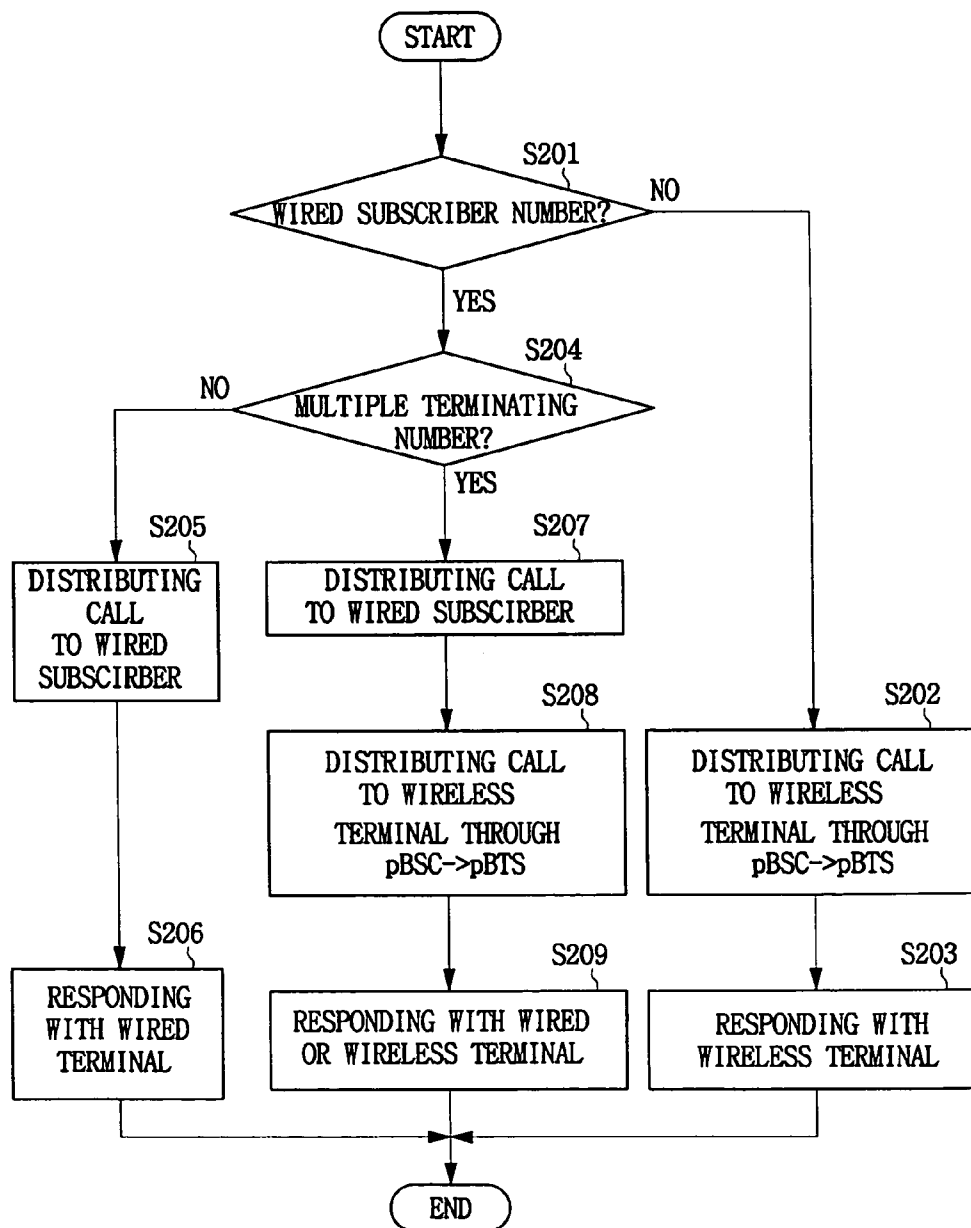 START
S201
WIRED SUBSCRIBER NUMBER?
NO
YES
S204
NO
MULTIPLE TERMINATING
NUMBER?
YES
S205
DISTRIBUTING
CALL
TO WIRED
SUBSCIRBER
S207
DISTRIBUTING CALL
TO WIRED SUBSCIRBER
S208
DISTRIBUTING CALL
TO WIRELESS
TERMINAL THROUGH
pBSC->pBTS
S202
DISTRIBUTING CALL
TO WIRELESS
TERMINAL THROUGH
pBSC->pBTS
S206
RESPONDING
WITH WIRED
TERMINAL
S209
RESPONDING WITH WIRED
OR WIRELESS TERMINAL
S203
RESPONDING WITH
WIRELESS TERMINAL
END